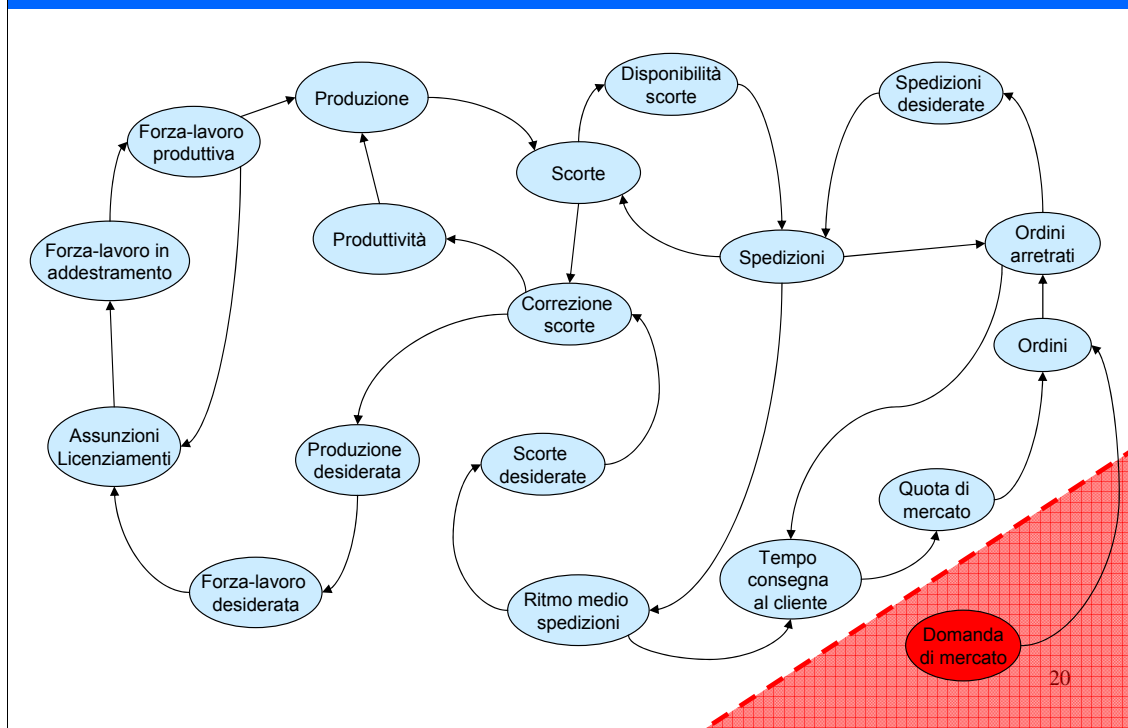 Disponibilità
scorte
Spedizioni
desiderate
Produzione
Forza-lavoro
produttiva
Scorte
Forza-lavoro in
addestramento
Produttività
Spedizioni
Ordini
arretrati
Correzione
scorte
Ordini
Assunzioni
Licenziamenti
Produzione
desiderata
Scorte
desiderate
Quota di
mercato
Forza-lavoro
desiderata
Ritmo medio
spedizioni
Tempo
consegna
al cliente
Domanda
di mercato
20